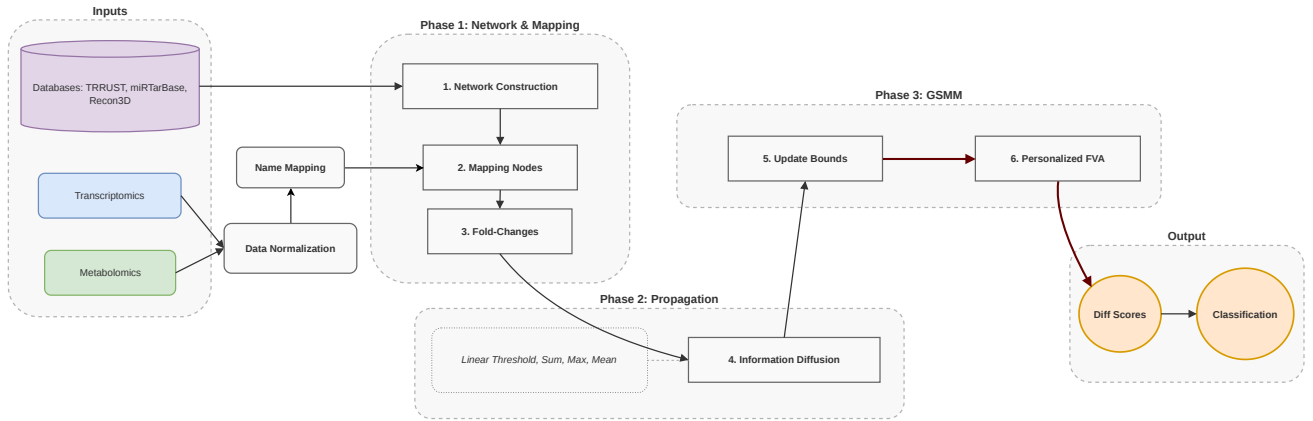 Inputs
Databases: TRRUST, miRTarBase,
Recon3D
Transcriptomics
Metabolomics
Name Mapping
Data Normalization
Phase 1: Network & Mapping
1. Network Construction
2. Mapping Nodes
3. Fold-Changes
Phase 2: Propagation
Linear Threshold, Sum, Max, Mean
4. Information Diffusion
Phase 3: GSMM
5. Update Bounds
6. Personalized FVA
Output
Diff Scores
Classification